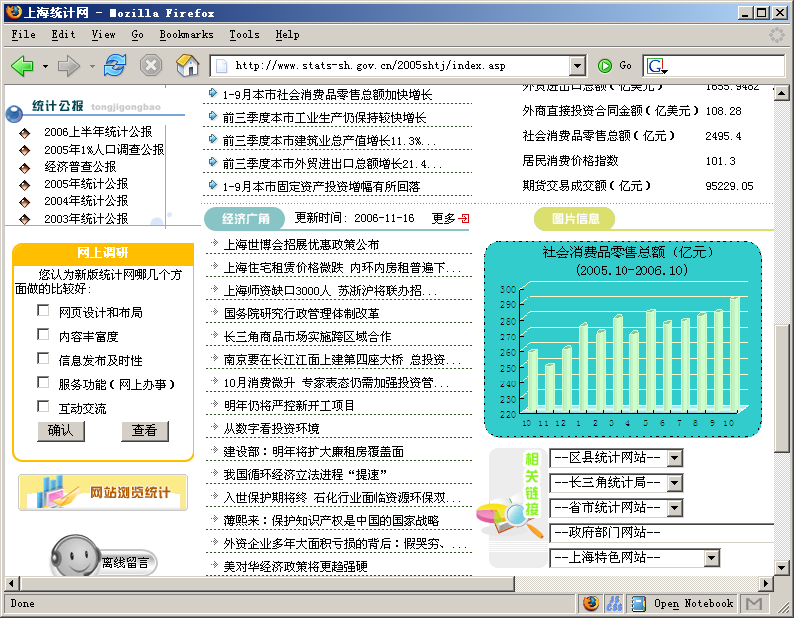 上海统计网 - Mozilla Firefox
File Edit View Go Bookmarks Tools Help
http://www.stats-sh.gov.cn/2005shtj/index.asp Go
统计公报 tongjigongbao
2006上半年统计公报
2005年1%人口调查公报
经济普查公报
2005年统计公报
2004年统计公报
2003年统计公报
网上调研
您认为新版统计网哪几个方
面做的比较好:
网页设计和布局
内容丰富度
信息发布及时性
服务功能(网上办事)
互动交流
确认 查看
网站浏览统计
离线留言
1-9月本市社会消费品零售总额加快增长
前三季度本市工业生产仍保持较快增长
前三季度本市建筑业总产值增长11.3%...
前三季度本市外贸进出口总额增长21.4...
1-9月本市固定资产投资增幅有所回落
经济广角 更新时间: 2006-11-16 更多
上海世博会招展优惠政策公布
上海住宅租赁价格微跌 内环内房租普遍下...
上海师资缺口3000人 苏浙沪将联办招...
国务院研究行政管理体制改革
长三角商品市场实施跨区域合作
南京要在长江江面上建第四座大桥 总投资...
10月消费微升 专家表态仍需加强投资管...
明年仍将严控新开工项目
从数字看投资环境
建设部：明年将扩大廉租房覆盖面
我国循环经济立法进程“提速”
入世保护期将终 石化行业面临资源环保双...
薄熙来：保护知识产权是中国的国家战略
外资企业多年大面积亏损的背后：假哭穷、...
美对华经济政策将更趋强硬
外贸进出口总额(亿美元) 1655.9482
外商直接投资合同金额(亿美元) 108.28
社会消费品零售总额(亿元) 2495.4
居民消费价格指数 101.3
期货交易成交额(亿元) 95229.05
图片信息
社会消费品零售总额（亿元）
(2005.10-2006.10)
300
290
280
270
260
250
240
230
220
10 11 12 1 2 3 4 5 6 7 8 9 10
相关链接
--区县统计网站--
--长三角统计局--
--省市统计网站--
--政府部门网站--
--上海特色网站--
Done JS CSS Open Notebook